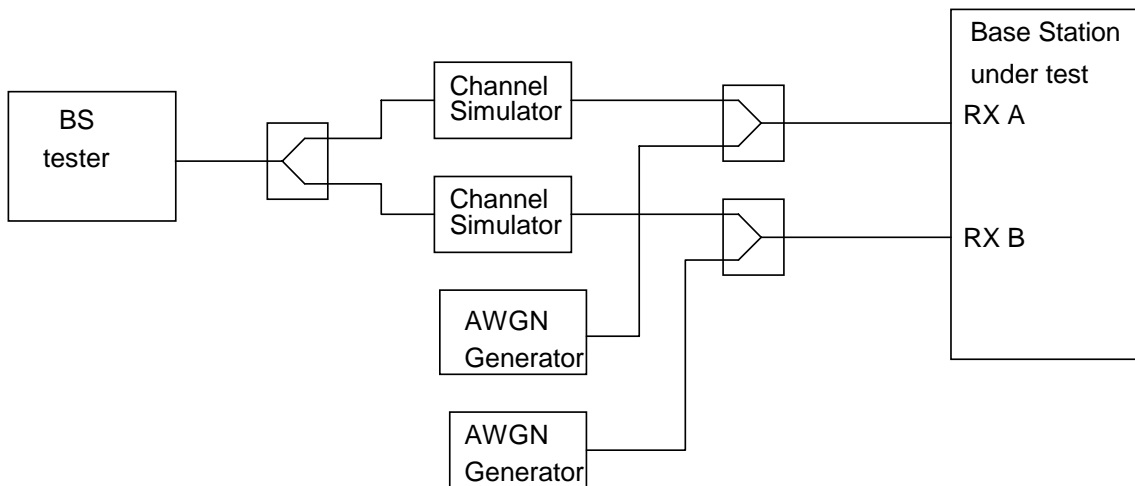 BS
tester
Channel
Simulator
Channel
Simulator
AWGN
Generator
AWGN
Generator
Base Station
under test
RX A
RX B